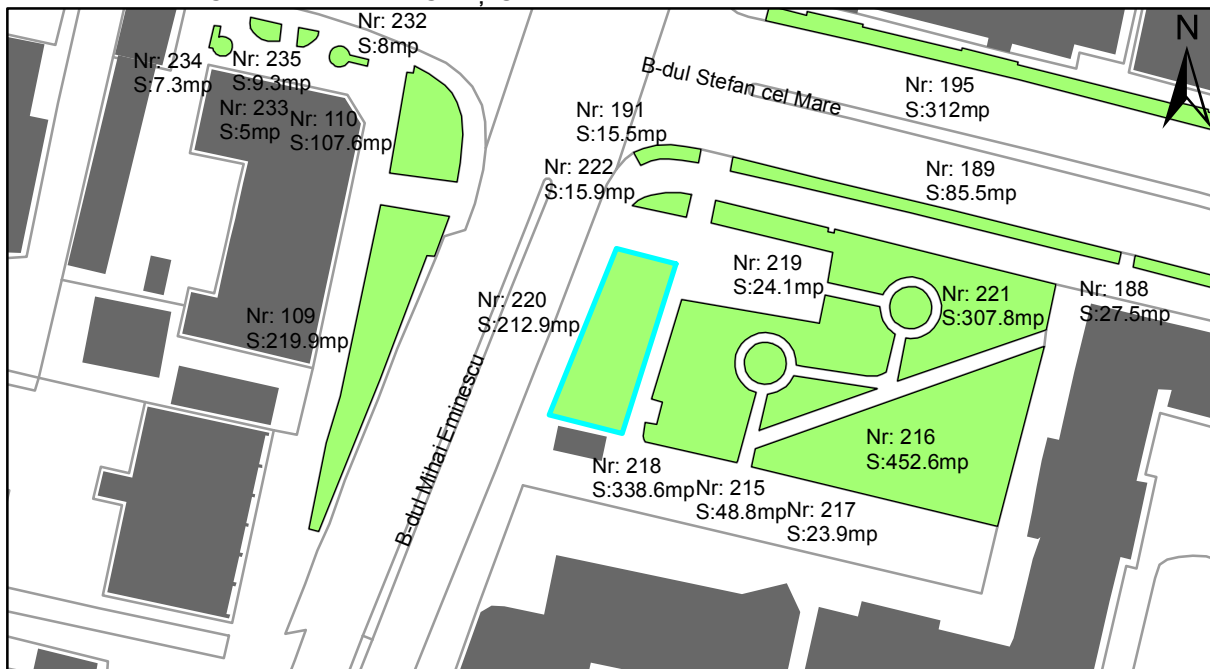 Nr: 232
S:8mp
Nr: 234
S:7.3mp
Nr: 235
S:9.3mp
Nr: 233
S:5mp
Nr: 110
S:107.6mp
B-dul Stefan cel Mare
Nr: 195
S:312mp
N
Nr: 191
S:15.5mp
Nr: 222
S:15.9mp
Nr: 189
S:85.5mp
Nr: 219
S:24.1mp
Nr: 221
S:307.8mp
Nr: 188
S:27.5mp
Nr: 220
S:212.9mp
Nr: 109
S:219.9mp
B-dul Mihai Eminescu
Nr: 216
S:452.6mp
Nr: 218
S:338.6mp
Nr: 215
S:48.8mp
Nr: 217
S:23.9mp